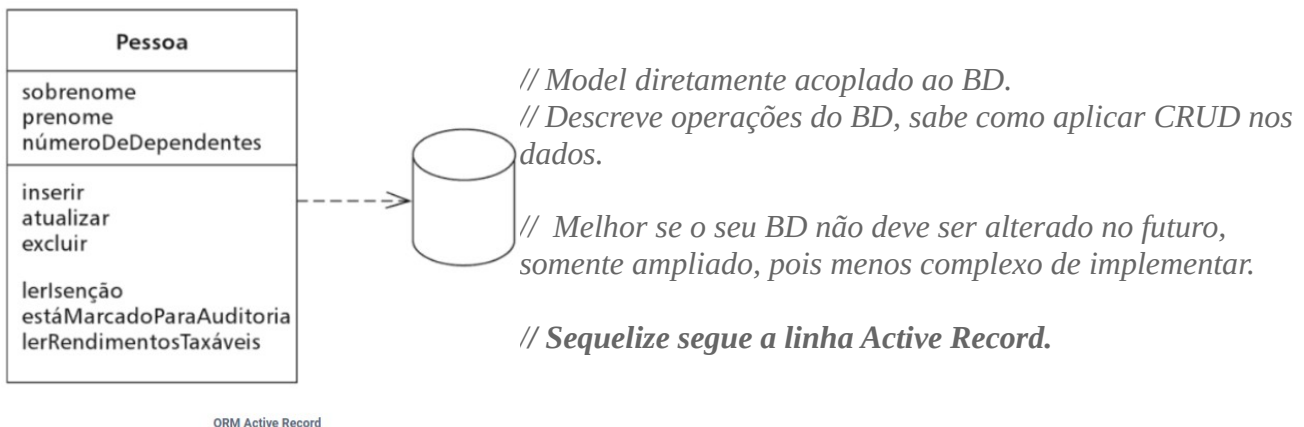 Pessoa
sobrenome
prenome
númeroDeDependentes
inserir
atualizar
excluir
lerIsenção
estáMarcadoParaAuditoria
lerRendimentosTaxáveis
// Model diretamente acoplado ao BD.
// Descreve operações do BD, sabe como aplicar CRUD nos
dados.
// Melhor se o seu BD não deve ser alterado no futuro,
somente ampliado, pois menos complexo de implementar.
// Sequelize segue a linha Active Record.
ORM Active Record